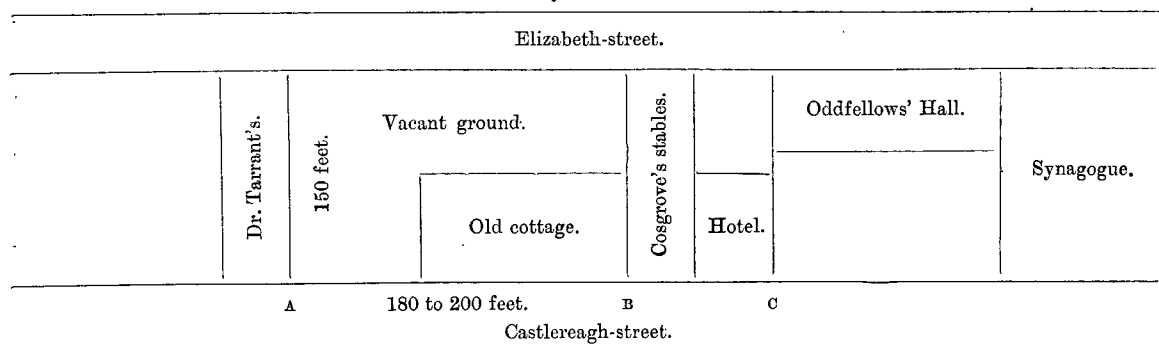 Elizabeth-street.
Dr. Tarrant's.
150 feet.
Vacant ground.
Old cottage.
Cosgrove's stables.
Hotel.
Oddfellows' Hall.
Synagogue.
A 180 to 200 feet. B C
Castlereagh-street.